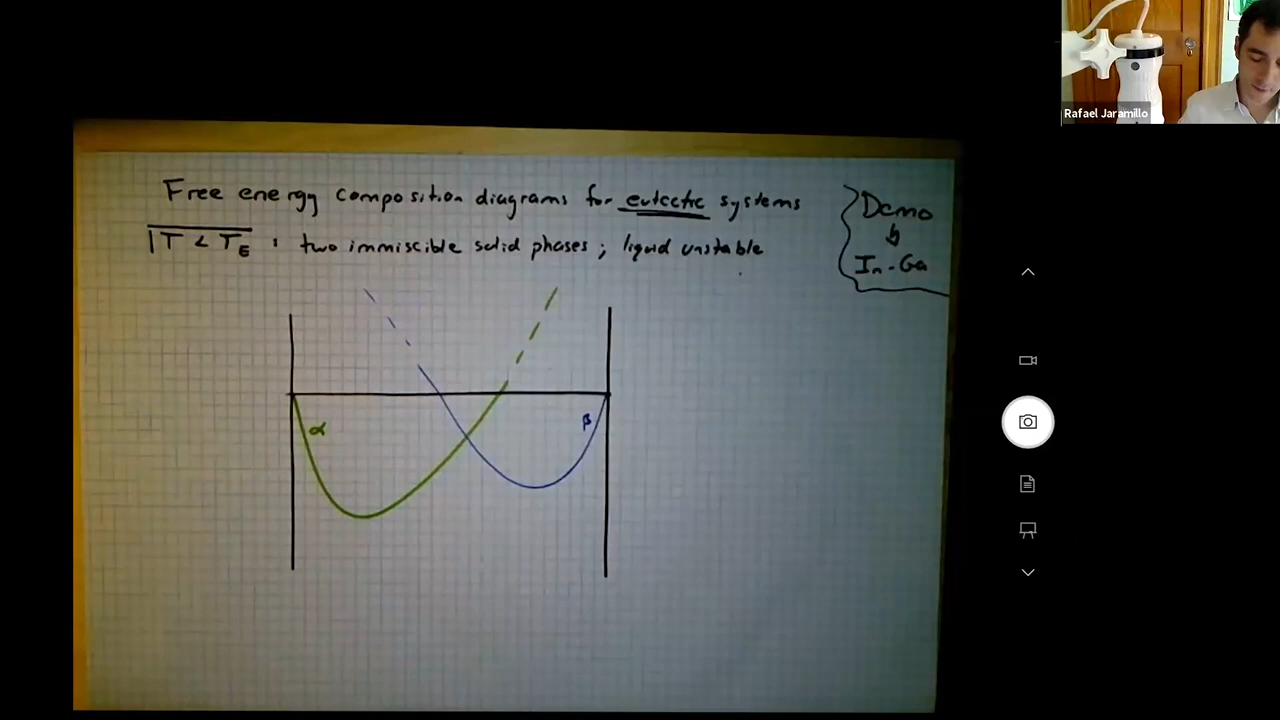 Rafael Jaramillo
Free energy composition diagrams for eutectic systems
T < T_E : two immiscible solid phases ; liquid unstable
Demo
↳
In-Ga
α
β